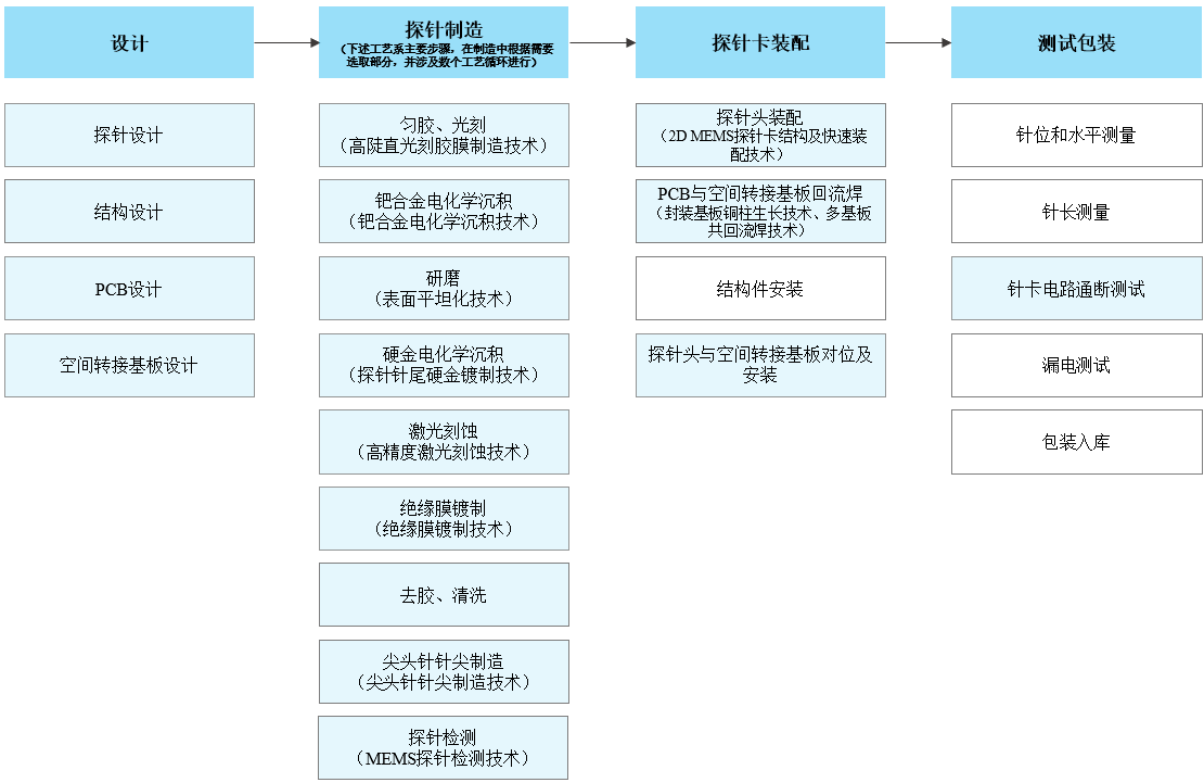 设计
探针制造
（下述工艺系主要步骤，在制造中根据需要
选取部分，并涉及数个工艺循环进行）
探针卡装配
测试包装
探针设计
结构设计
PCB设计
空间转接基板设计
匀胶、光刻
（高陡直光刻胶膜制造技术）
钯合金电化学沉积
（钯合金电化学沉积技术）
研磨
（表面平坦化技术）
硬金电化学沉积
（探针针尾硬金镀制技术）
激光刻蚀
（高精度激光刻蚀技术）
绝缘膜镀制
（绝缘膜镀制技术）
去胶、清洗
尖头针针尖制造
（尖头针针尖制造技术）
探针检测
（MEMS探针检测技术）
探针头装配
（2D MEMS探针卡结构及快速装
配技术）
PCB与空间转接基板回流焊
（封装基板铜柱生长技术、多基板
共回流焊技术）
结构件安装
探针头与空间转接基板对位及
安装
针位和水平测量
针长测量
针卡电路通断测试
漏电测试
包装入库